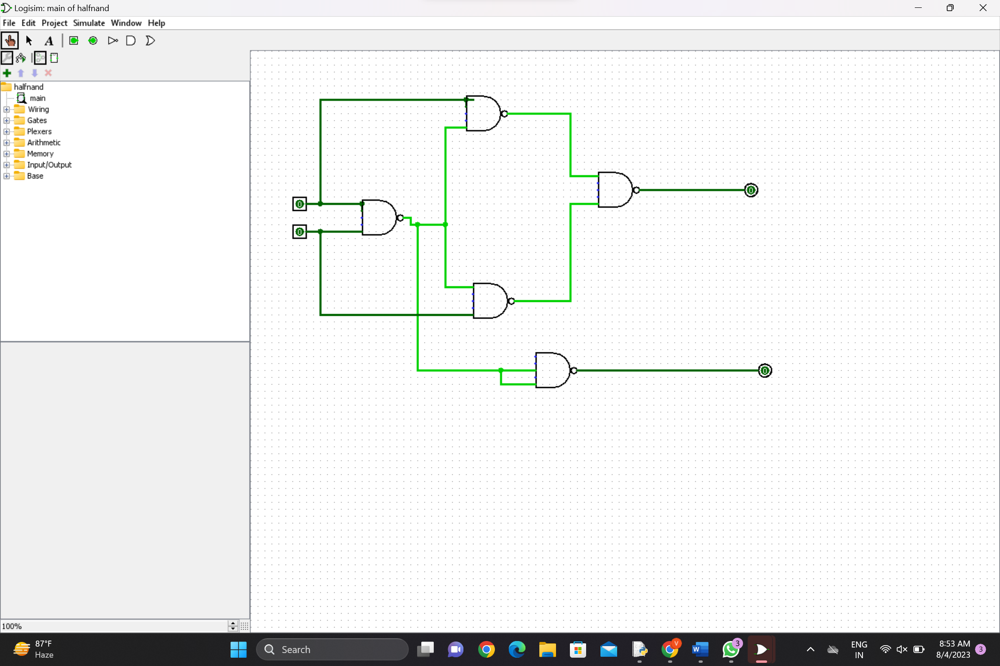 Logisim: main of halfnand
File Edit Project Simulate Window Help
A
halfnand
main
Wiring
Gates
Plexers
Arithmetic
Memory
Input/Output
Base
0
0
0
0
100%
87°F
Haze
Search
V
W
3
ENG
IN
8:53 AM
8/4/2023
3